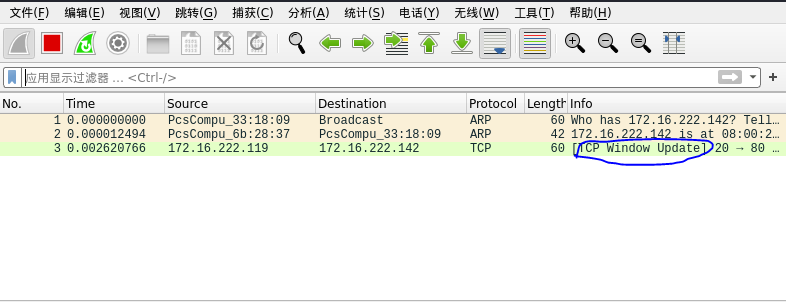 文件(F) 编辑(E) 视图(V) 跳转(G) 捕获(C) 分析(A) 统计(S) 电话(Y) 无线(W) 工具(T) 帮助(H)
应用显示过滤器 … <Ctrl-/>
No. Time Source Destination Protocol Length Info
1 0.000000000 PcsCompu_33:18:09 Broadcast ARP 60 Who has 172.16.222.142? Tell…
2 0.000012494 PcsCompu_6b:28:37 PcsCompu_33:18:09 ARP 42 172.16.222.142 is at 08:00:2…
3 0.002620766 172.16.222.119 172.16.222.142 TCP 60 [TCP Window Update] 20 → 80 …